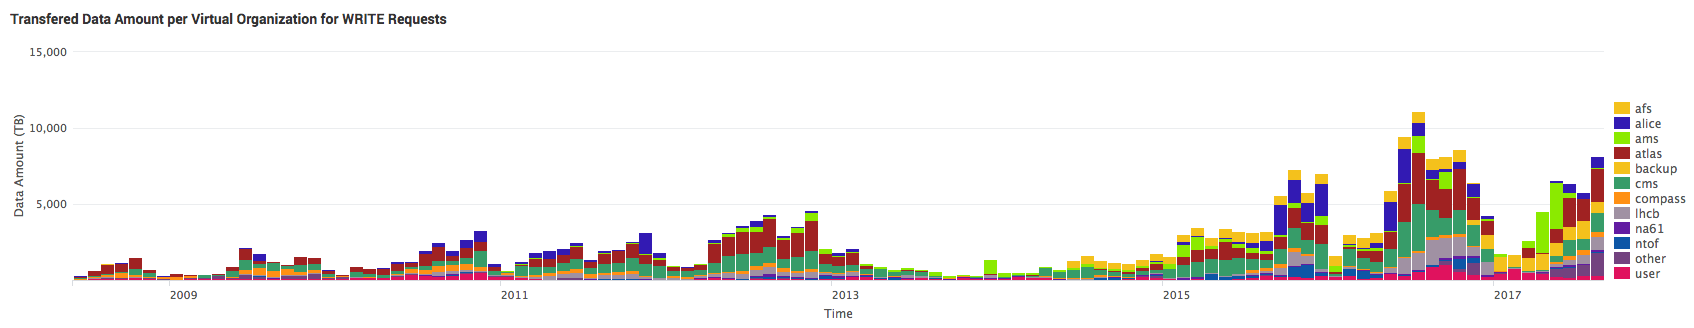 Transfered Data Amount per Virtual Organization for WRITE Requests
15,000
10,000
5,000
Data Amount (TB)
2009
2011
2013
2015
2017
Time
afs
alice
ams
atlas
backup
cms
compass
lhcb
na61
ntof
other
user